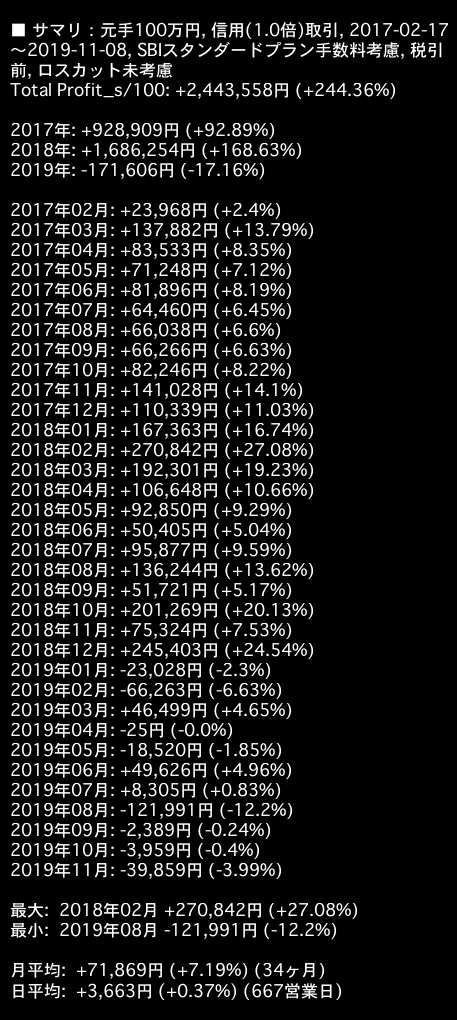 ■ サマリ：元手100万円, 信用(1.0倍)取引, 2017-02-17
～2019-11-08, SBIスタンダードプラン手数料考慮, 税引
前, ロスカット未考慮
Total Profit_s/100: +2,443,558円 (+244.36%)
2017年: +928,909円 (+92.89%)
2018年: +1,686,254円 (+168.63%)
2019年: -171,606円 (-17.16%)
2017年02月: +23,968円 (+2.4%)
2017年03月: +137,882円 (+13.79%)
2017年04月: +83,533円 (+8.35%)
2017年05月: +71,248円 (+7.12%)
2017年06月: +81,896円 (+8.19%)
2017年07月: +64,460円 (+6.45%)
2017年08月: +66,038円 (+6.6%)
2017年09月: +66,266円 (+6.63%)
2017年10月: +82,246円 (+8.22%)
2017年11月: +141,028円 (+14.1%)
2017年12月: +110,339円 (+11.03%)
2018年01月: +167,363円 (+16.74%)
2018年02月: +270,842円 (+27.08%)
2018年03月: +192,301円 (+19.23%)
2018年04月: +106,648円 (+10.66%)
2018年05月: +92,850円 (+9.29%)
2018年06月: +50,405円 (+5.04%)
2018年07月: +95,877円 (+9.59%)
2018年08月: +136,244円 (+13.62%)
2018年09月: +51,721円 (+5.17%)
2018年10月: +201,269円 (+20.13%)
2018年11月: +75,324円 (+7.53%)
2018年12月: +245,403円 (+24.54%)
2019年01月: -23,028円 (-2.3%)
2019年02月: -66,263円 (-6.63%)
2019年03月: +46,499円 (+4.65%)
2019年04月: -25円 (-0.0%)
2019年05月: -18,520円 (-1.85%)
2019年06月: +49,626円 (+4.96%)
2019年07月: +8,305円 (+0.83%)
2019年08月: -121,991円 (-12.2%)
2019年09月: -2,389円 (-0.24%)
2019年10月: -3,959円 (-0.4%)
2019年11月: -39,859円 (-3.99%)
最大: 2018年02月 +270,842円 (+27.08%)
最小: 2019年08月 -121,991円 (-12.2%)
月平均: +71,869円 (+7.19%) (34ヶ月)
日平均: +3,663円 (+0.37%) (667営業日)